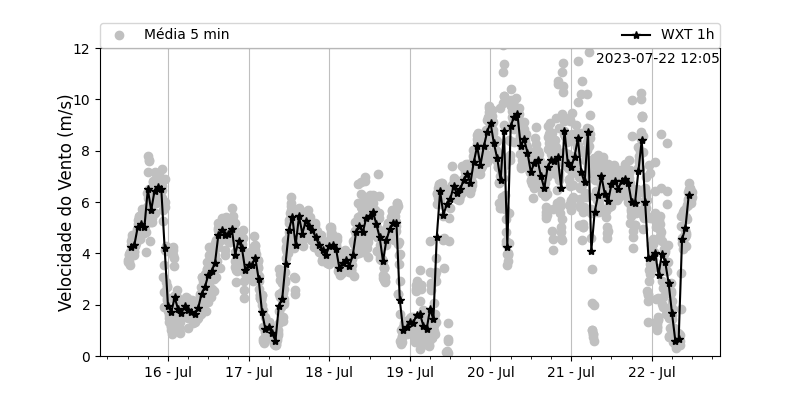 Média 5 min
WXT 1h
2023-07-22 12:05
Velocidade do Vento (m/s)
12
10
8
6
4
2
0
16 - Jul
17 - Jul
18 - Jul
19 - Jul
20 - Jul
21 - Jul
22 - Jul